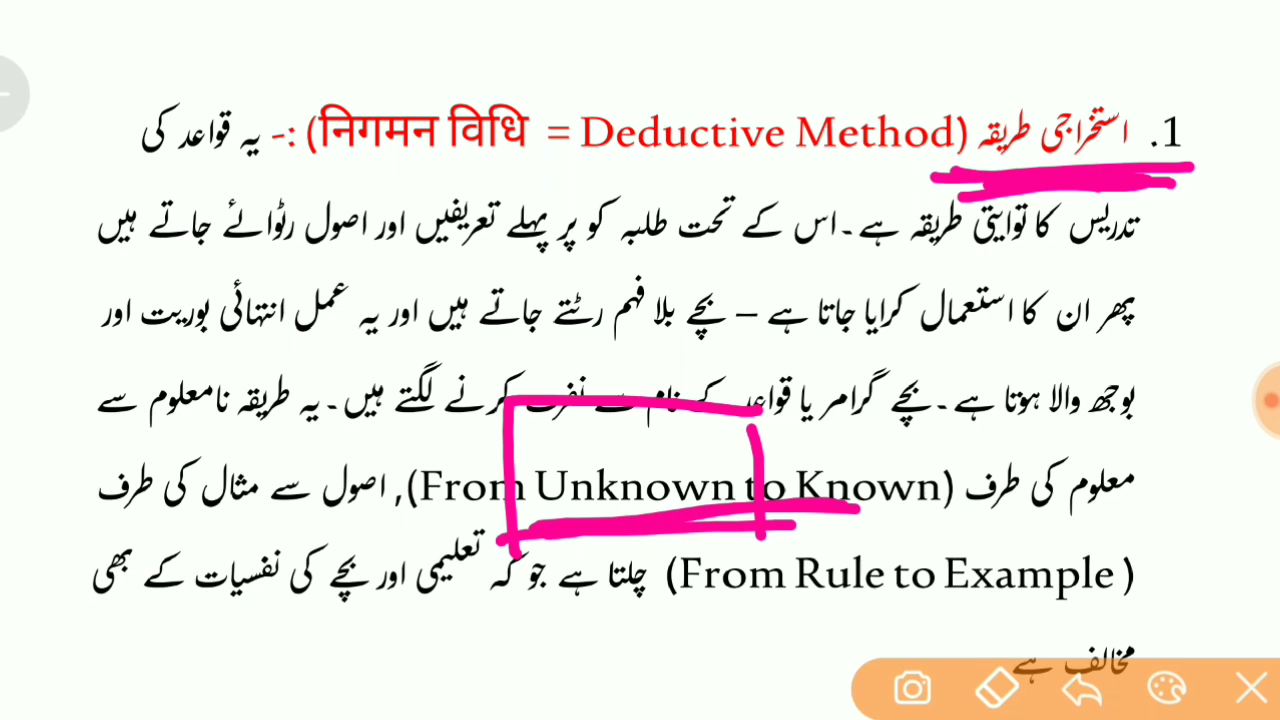 1. استخراجی طریقہ (Deductive Method = निगमन विधि) :- یہ قواعد کی
تدریس کا توایتی طریقہ ہے۔اس کے تحت طلبہ کو پر پہلے تعریفیں اور اصول رٹوائے جاتے ہیں
پھر ان کا استعمال کرایا جاتا ہے – بچے بلا فہم رٹتے جاتے ہیں اور یہ عمل انتہائی بوریت اور
بوجھ والا ہوتا ہے۔بچے گرامر یا قواعد کے نام سے نفرت کرنے لگتے ہیں۔یہ طریقہ نامعلوم سے
معلوم کی طرف (From Unknown to Known), اصول سے مثال کی طرف
(From Rule to Example) چلتا ہے جو کہ تعلیمی اور بچے کی نفسیات کے بھی
مخالف ہے